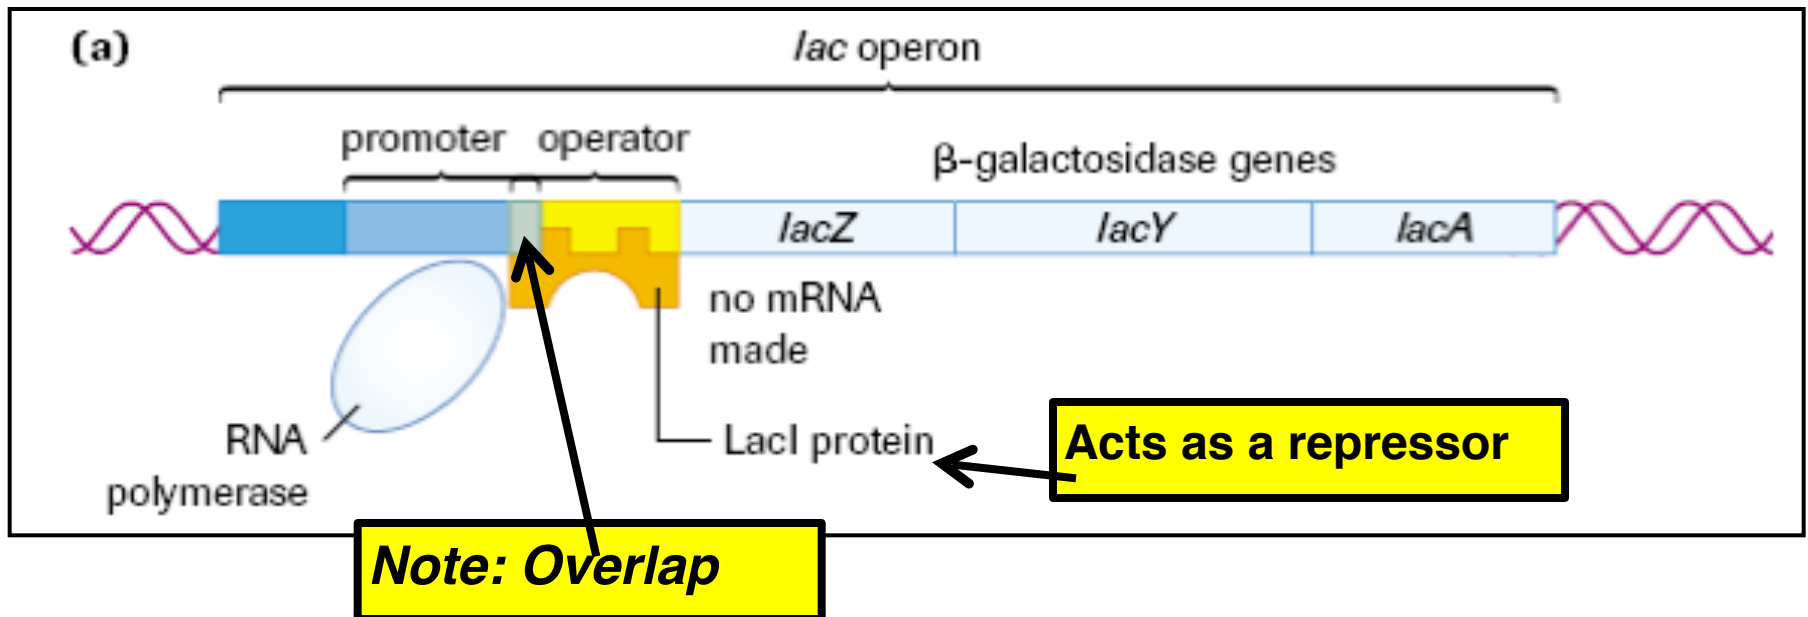 (a)
lac operon
promoter operator
β-galactosidase genes
lacZ lacY lacA
no mRNA
made
RNA
polymerase
LacI protein
Acts as a repressor
Note: Overlap